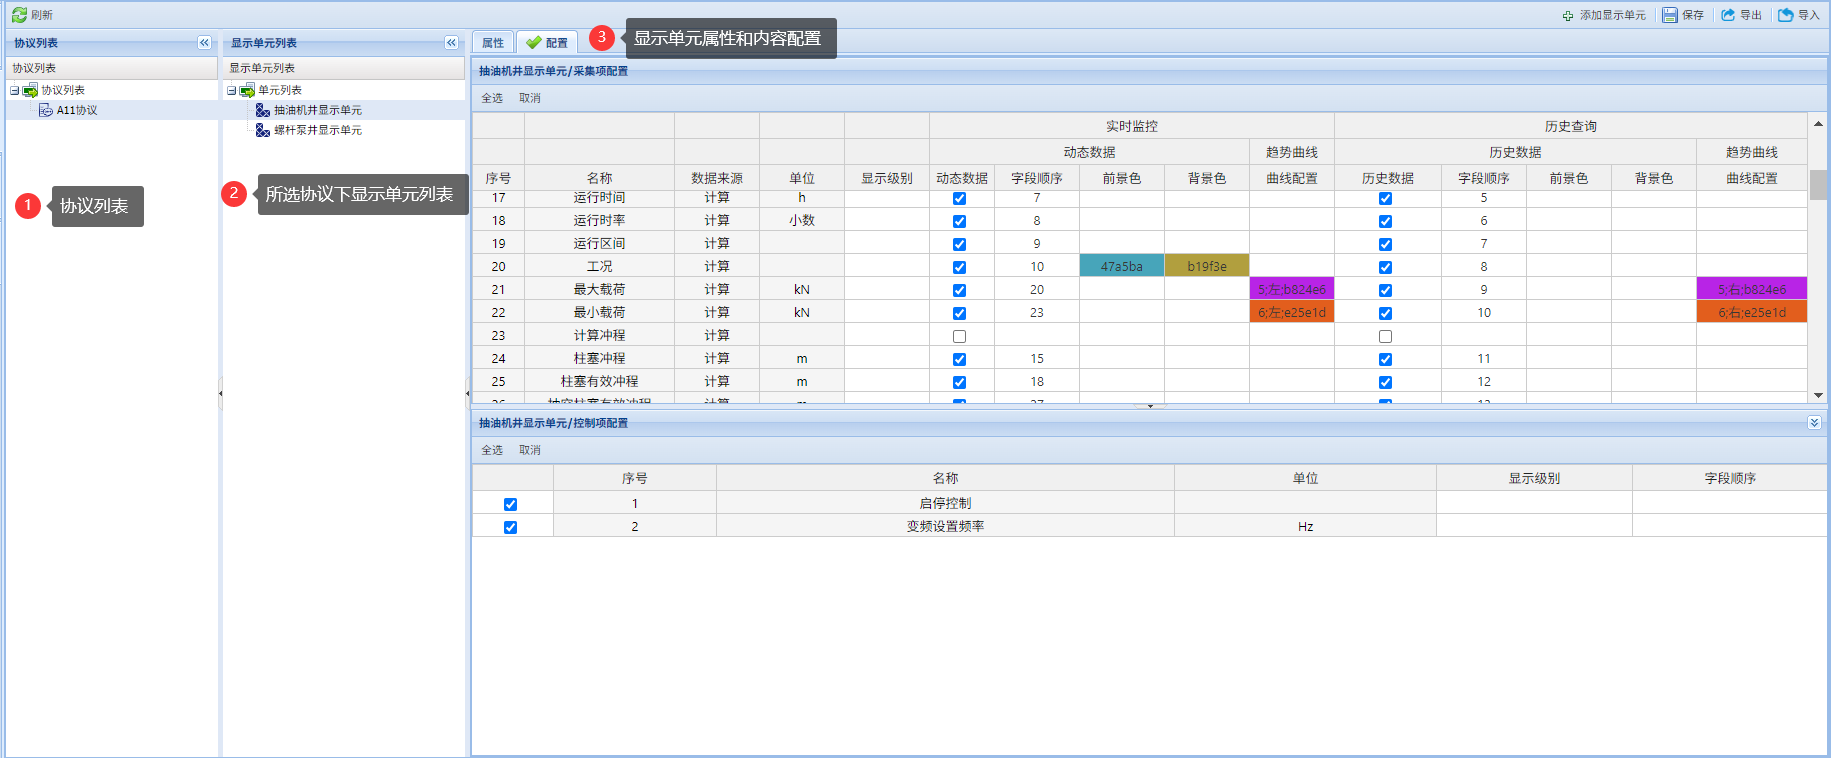 刷新
添加显示单元 保存 导出 导入
协议列表
协议列表
协议列表
A11协议
1 协议列表
显示单元列表
显示单元列表
单元列表
抽油机井显示单元
螺杆泵井显示单元
2 所选协议下显示单元列表
属性 配置
3 显示单元属性和内容配置
抽油机井显示单元/采集项配置
全选 取消
实时监控 历史查询
动态数据 趋势曲线 历史数据 趋势曲线
序号 名称 数据来源 单位 显示级别 动态数据 字段顺序 前景色 背景色 曲线配置 历史数据 字段顺序 前景色 背景色 曲线配置
17 运行时间 计算 h 7 5
18 运行时率 计算 小数 8 6
19 运行区间 计算 9 7
20 工况 计算 10 47a5ba b19f3e 8
21 最大载荷 计算 kN 20 5;左;b824e6 9 5;右;b824e6
22 最小载荷 计算 kN 23 6;左;e25e1d 10 6;右;e25e1d
23 计算冲程 计算
24 柱塞冲程 计算 m 15 11
25 柱塞有效冲程 计算 m 18 12
抽油机井显示单元/控制项配置
全选 取消
序号 名称 单位 显示级别 字段顺序
1 启停控制
2 变频设置频率 Hz